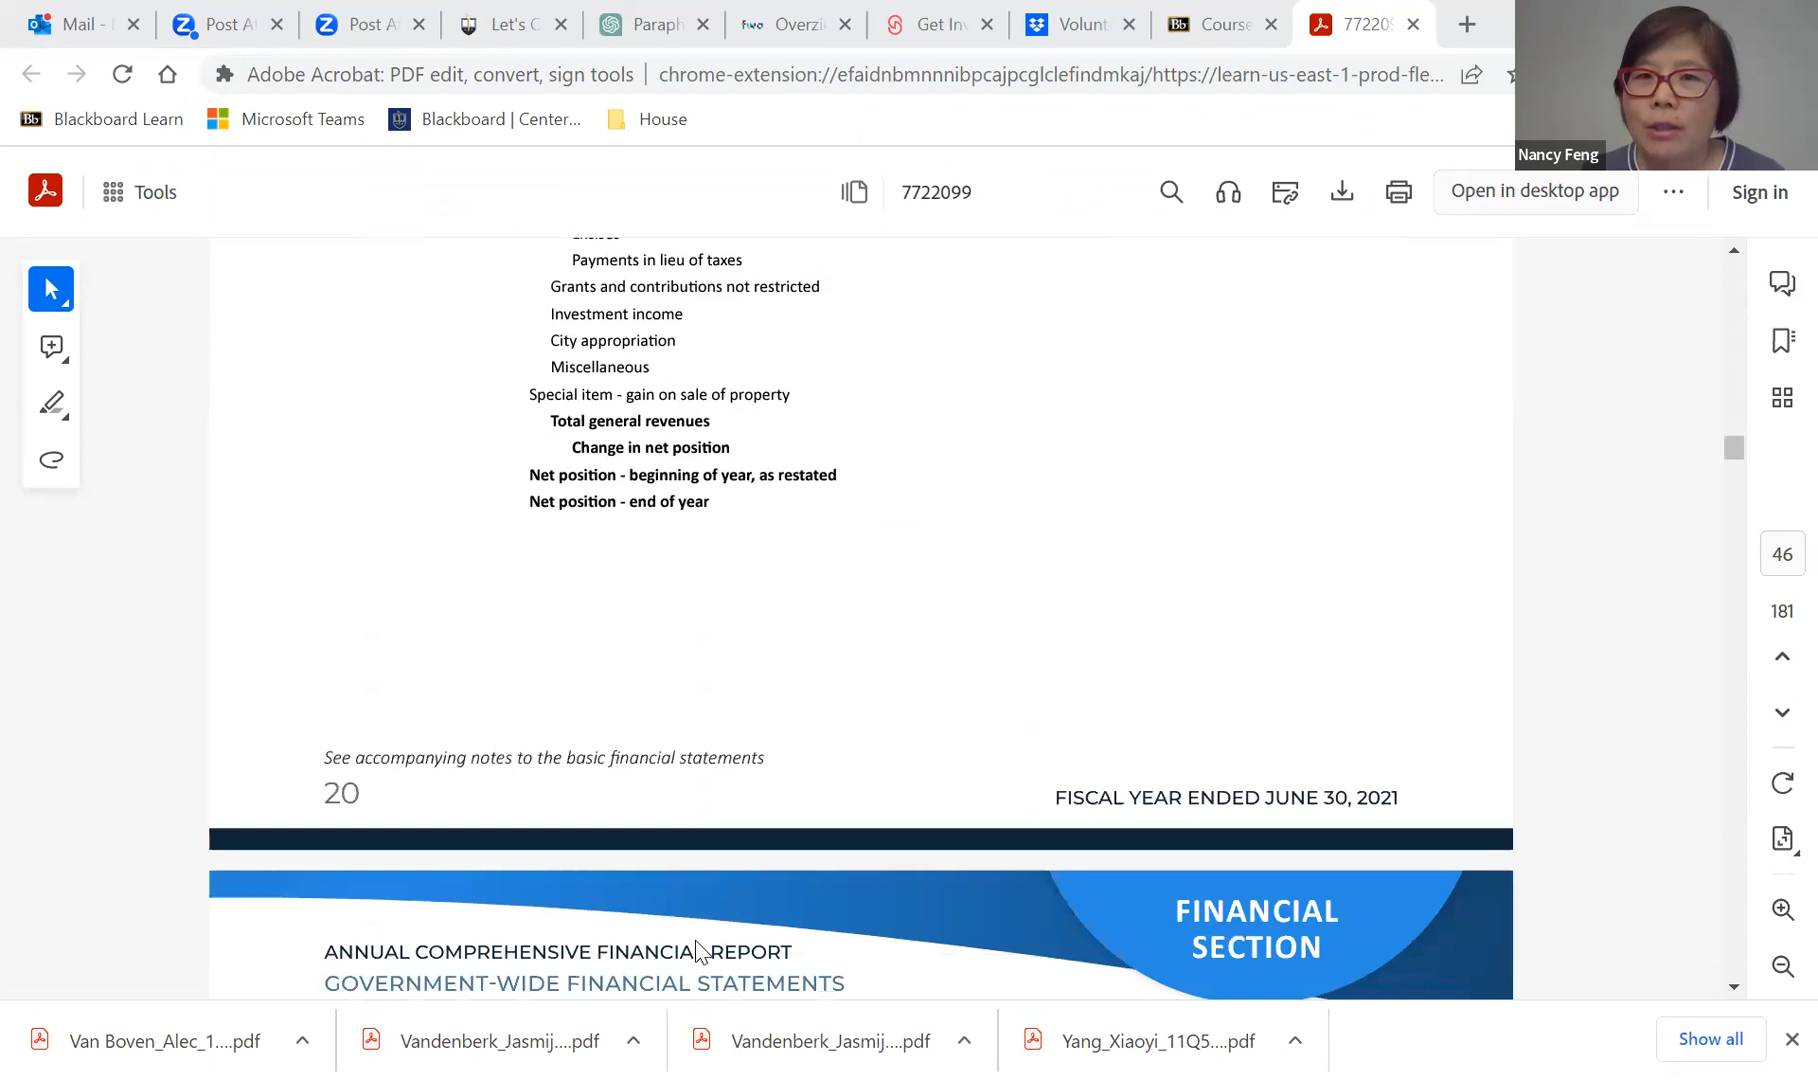 Mail -
Post A
Post A
Let's C
Paraph
Overzi
Get Inv
Volunt
Course
77220
Adobe Acrobat: PDF edit, convert, sign tools
chrome-extension://efaidnbmnnnibpcajpcglclefindmkaj/https://learn-us-east-1-prod-fle...
Blackboard Learn
Microsoft Teams
Blackboard | Center...
House
Nancy Feng
Tools
7722099
Open in desktop app
Sign in
Payments in lieu of taxes
Grants and contributions not restricted
Investment income
City appropriation
Miscellaneous
Special item - gain on sale of property
Total general revenues
Change in net position
Net position - beginning of year, as restated
Net position - end of year
46
181
See accompanying notes to the basic financial statements
20
FISCAL YEAR ENDED JUNE 30, 2021
FINANCIAL
SECTION
ANNUAL COMPREHENSIVE FINANCIAL REPORT
GOVERNMENT-WIDE FINANCIAL STATEMENTS
Van Boven_Alec_1....pdf
Vandenberk_Jasmij....pdf
Vandenberk_Jasmij....pdf
Yang_Xiaoyi_11Q5....pdf
Show all